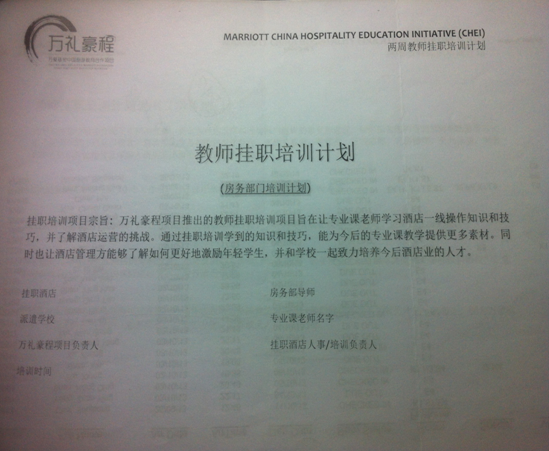 万礼豪程
MARRIOTT CHINA HOSPITALITY EDUCATION INITIATIVE (CHEI)
两周教师挂职培训计划
教师挂职培训计划
(房务部门培训计划)
挂职培训项目宗旨：万礼豪程项目推出的教师挂职培训项目旨在让专业课老师学习酒店一线操作知识和技
巧，并了解酒店运营的挑战。通过挂职培训学到的知识和技巧，能为今后的专业课教学提供更多素材。同
时也让酒店管理方能够了解如何更好地激励年轻学生，并和学校一起致力培养今后酒店业的人才。
挂职酒店 房务部导师
派遣学校 专业课老师名字
万礼豪程项目负责人 挂职酒店人事/培训负责人
培训时间